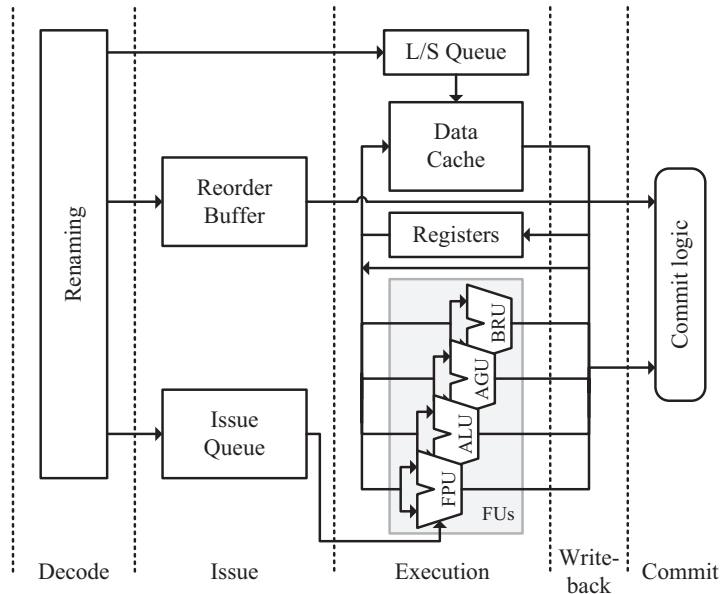 L/S Queue
Data
Cache
Renaming
Reorder
Buffer
Registers
Commit logic
BRU
AGU
Issue
Queue
ALU
FPU
FUs
Decode
Issue
Execution
Write-
back
Commit